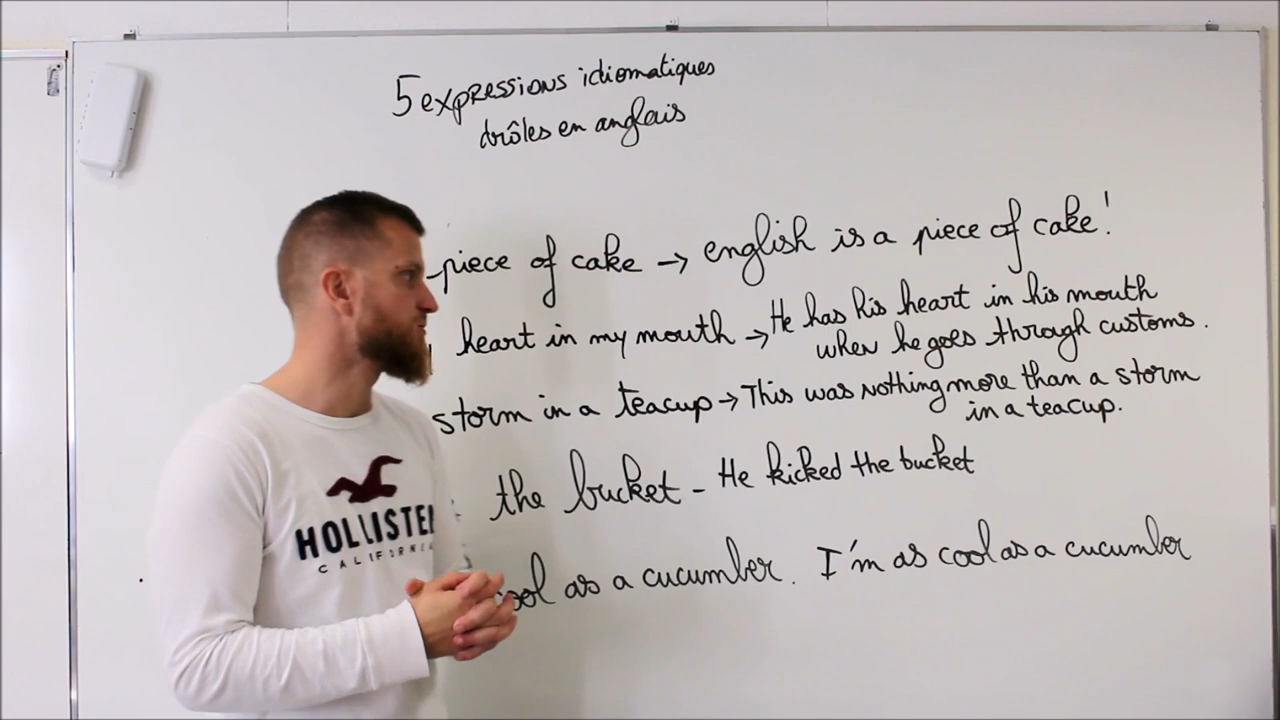 5 expressions idiomatiques
drôles en anglais
piece of cake → english is a piece of cake!
heart in my mouth → He has his heart in his mouth
when he goes through customs.
storm in a teacup → This was nothing more than a storm
in a teacup.
the bucket - He kicked the bucket
cool as a cucumber. I'm as cool as a cucumber
HOLLISTER
CALIFORNIA